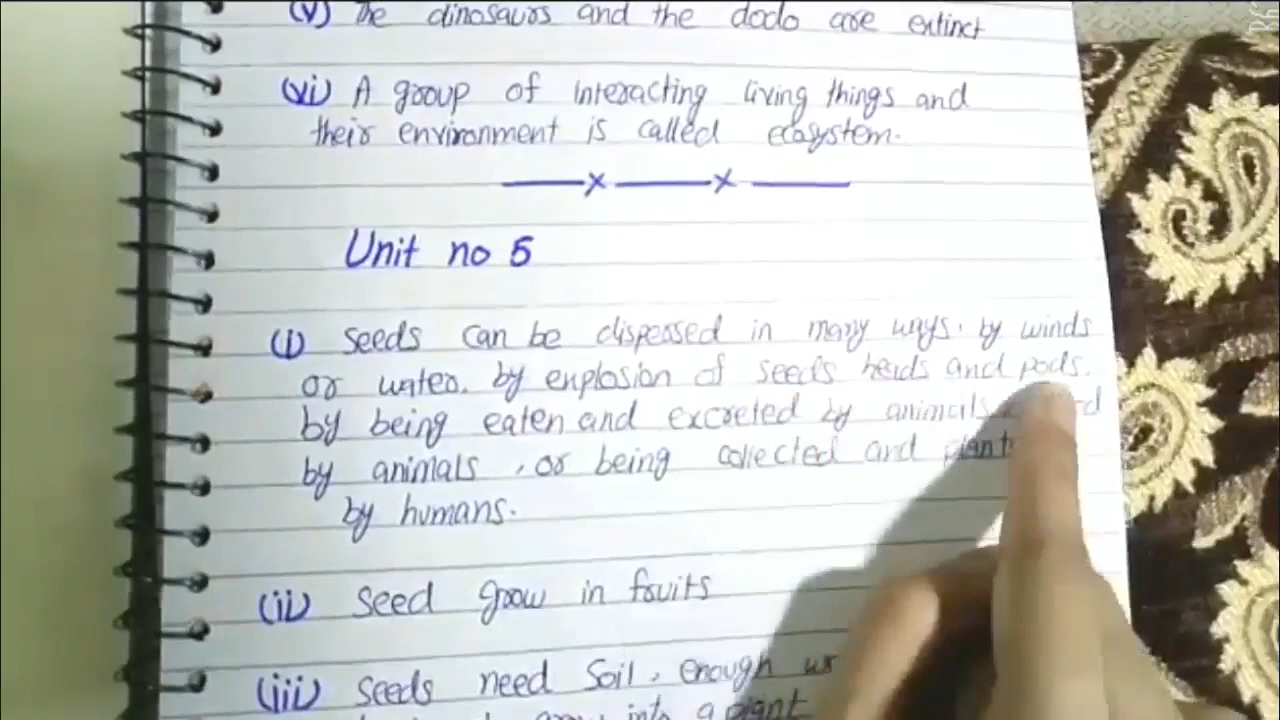 (v) The dinosaurs and the dodo are extinct
(vi) A group of interacting living things and
their environment is called ecosystem.
Unit no 5
(i) Seeds can be dispersed in many ways. by winds
or water. by explosion of seeds heads and pods.
by being eaten and excreted by animals
by animals, or being collected and
by humans.
(ii) Seed grow in fruits
(iii) Seeds need Soil, enough
grow into a plant